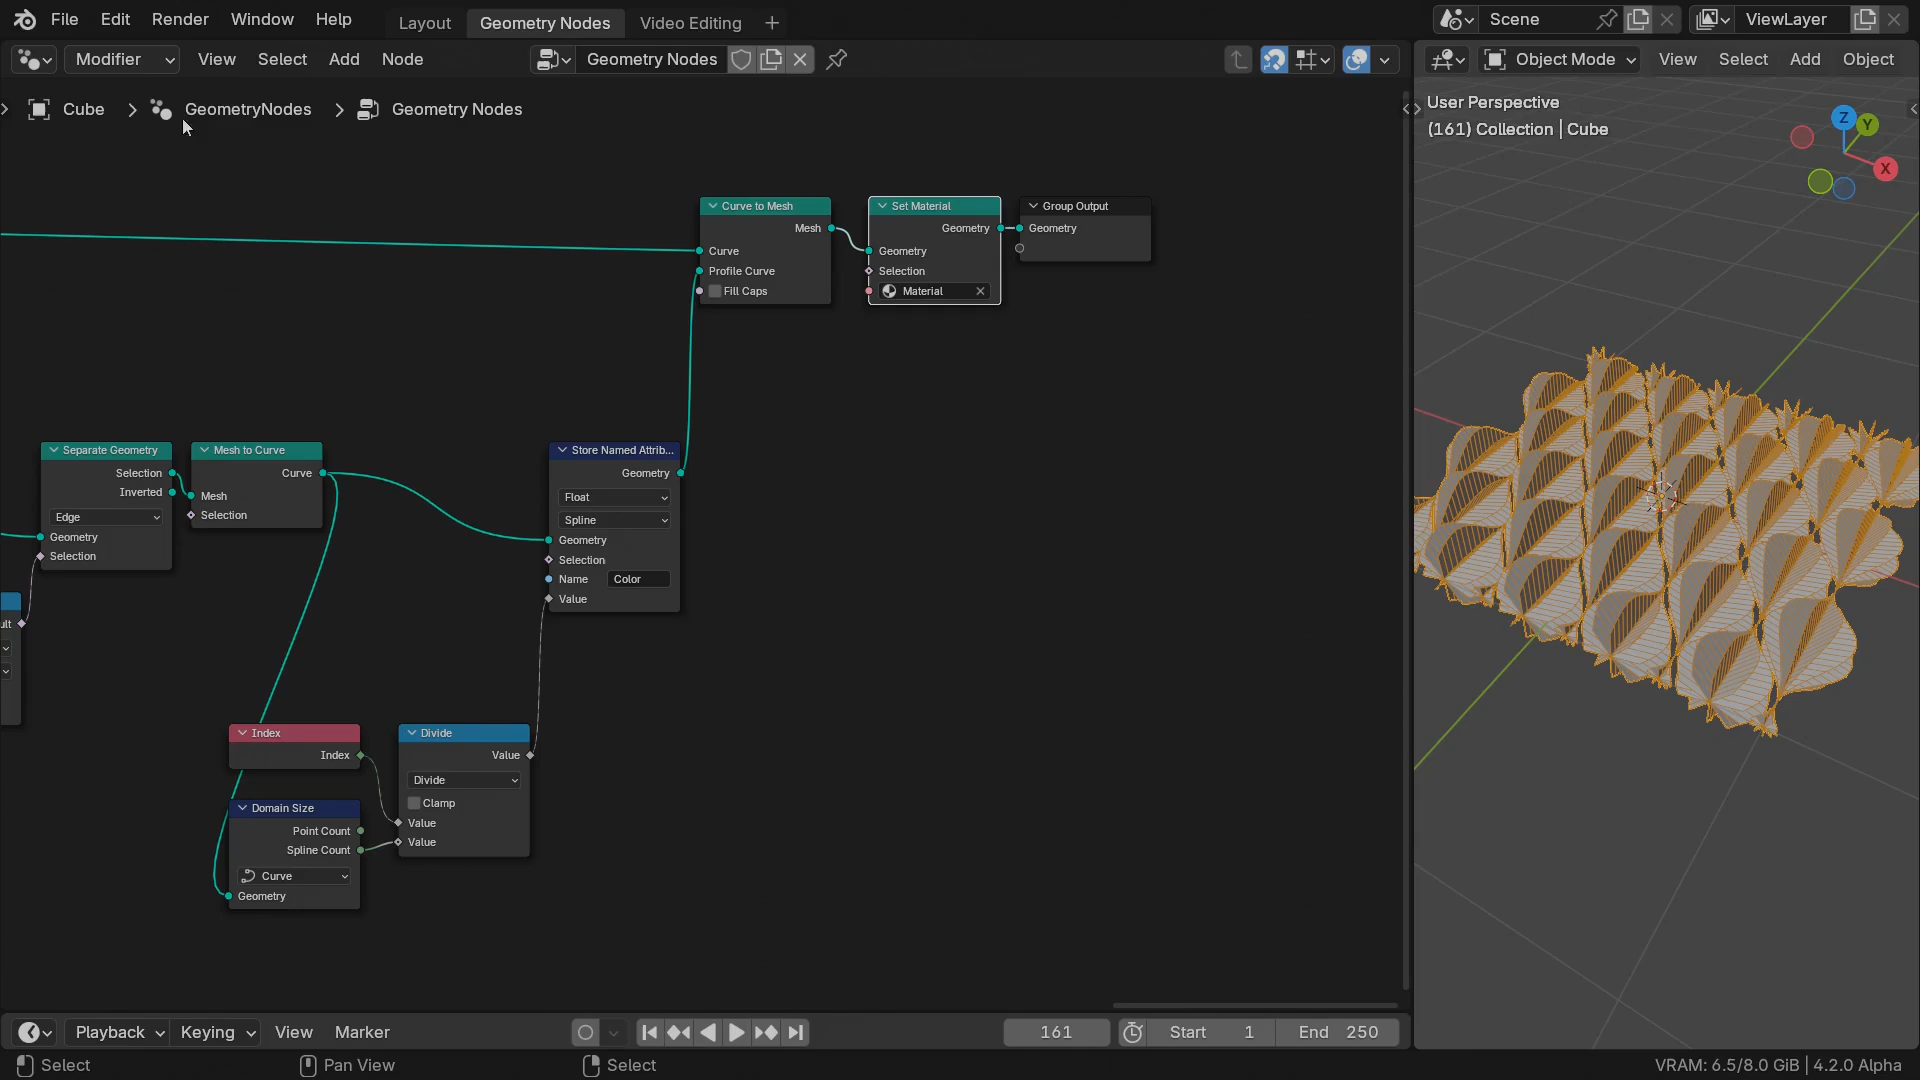 File Edit Render Window Help
Layout Geometry Nodes Video Editing +
Scene
ViewLayer
Modifier View Select Add Node
Geometry Nodes
Object Mode View Select Add Object
Cube > GeometryNodes > Geometry Nodes
User Perspective
(161) Collection | Cube
Z
Y
X
Curve to Mesh
Mesh
Curve
Profile Curve
Fill Caps
Set Material
Geometry
Geometry
Selection
Material
Group Output
Geometry
Separate Geometry
Selection
Inverted
Edge
Geometry
Selection
Mesh to Curve
Curve
Mesh
Selection
Store Named Attrib...
Geometry
Float
Spline
Geometry
Selection
Name Color
Value
ult
Index
Index
Divide
Value
Divide
Clamp
Value
Value
Domain Size
Point Count
Spline Count
Curve
Geometry
Playback Keying View Marker
161
Start 1
End 250
Select
Pan View
Select
VRAM: 6.5/8.0 GiB | 4.2.0 Alpha